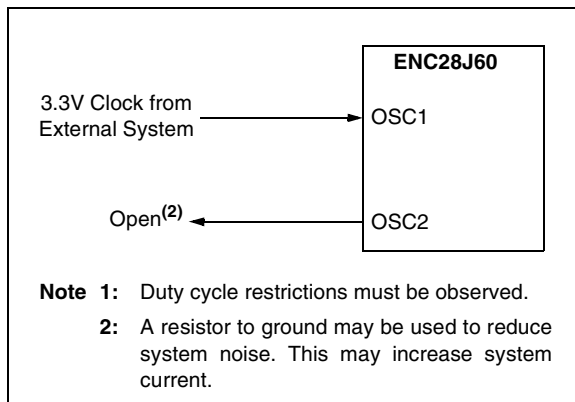 ENC28J60
3.3V Clock from
External System
OSC1
Open(2)
OSC2
Note 1: Duty cycle restrictions must be observed.
2: A resistor to ground may be used to reduce
system noise. This may increase system
current.